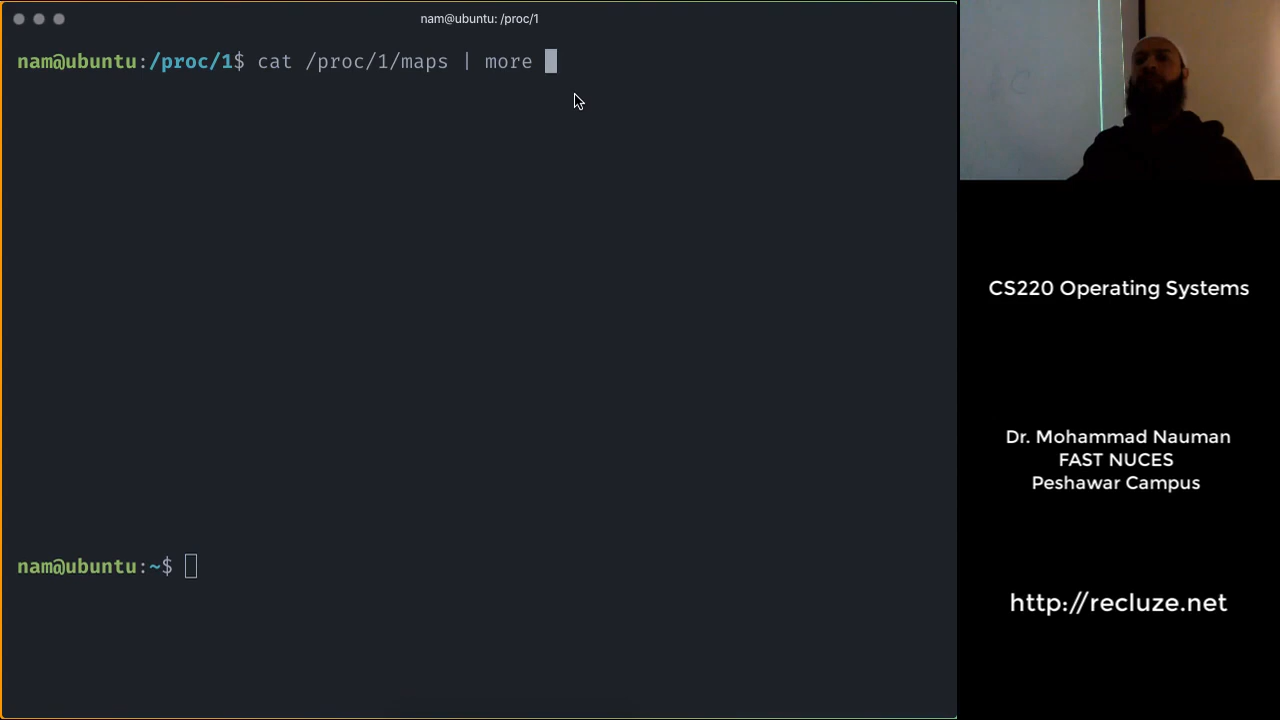 nam@ubuntu: /proc/1
nam@ubuntu:/proc/1$ cat /proc/1/maps | more
nam@ubuntu:~$
CS220 Operating Systems
Dr. Mohammad Nauman
FAST NUCES
Peshawar Campus
http://recluze.net